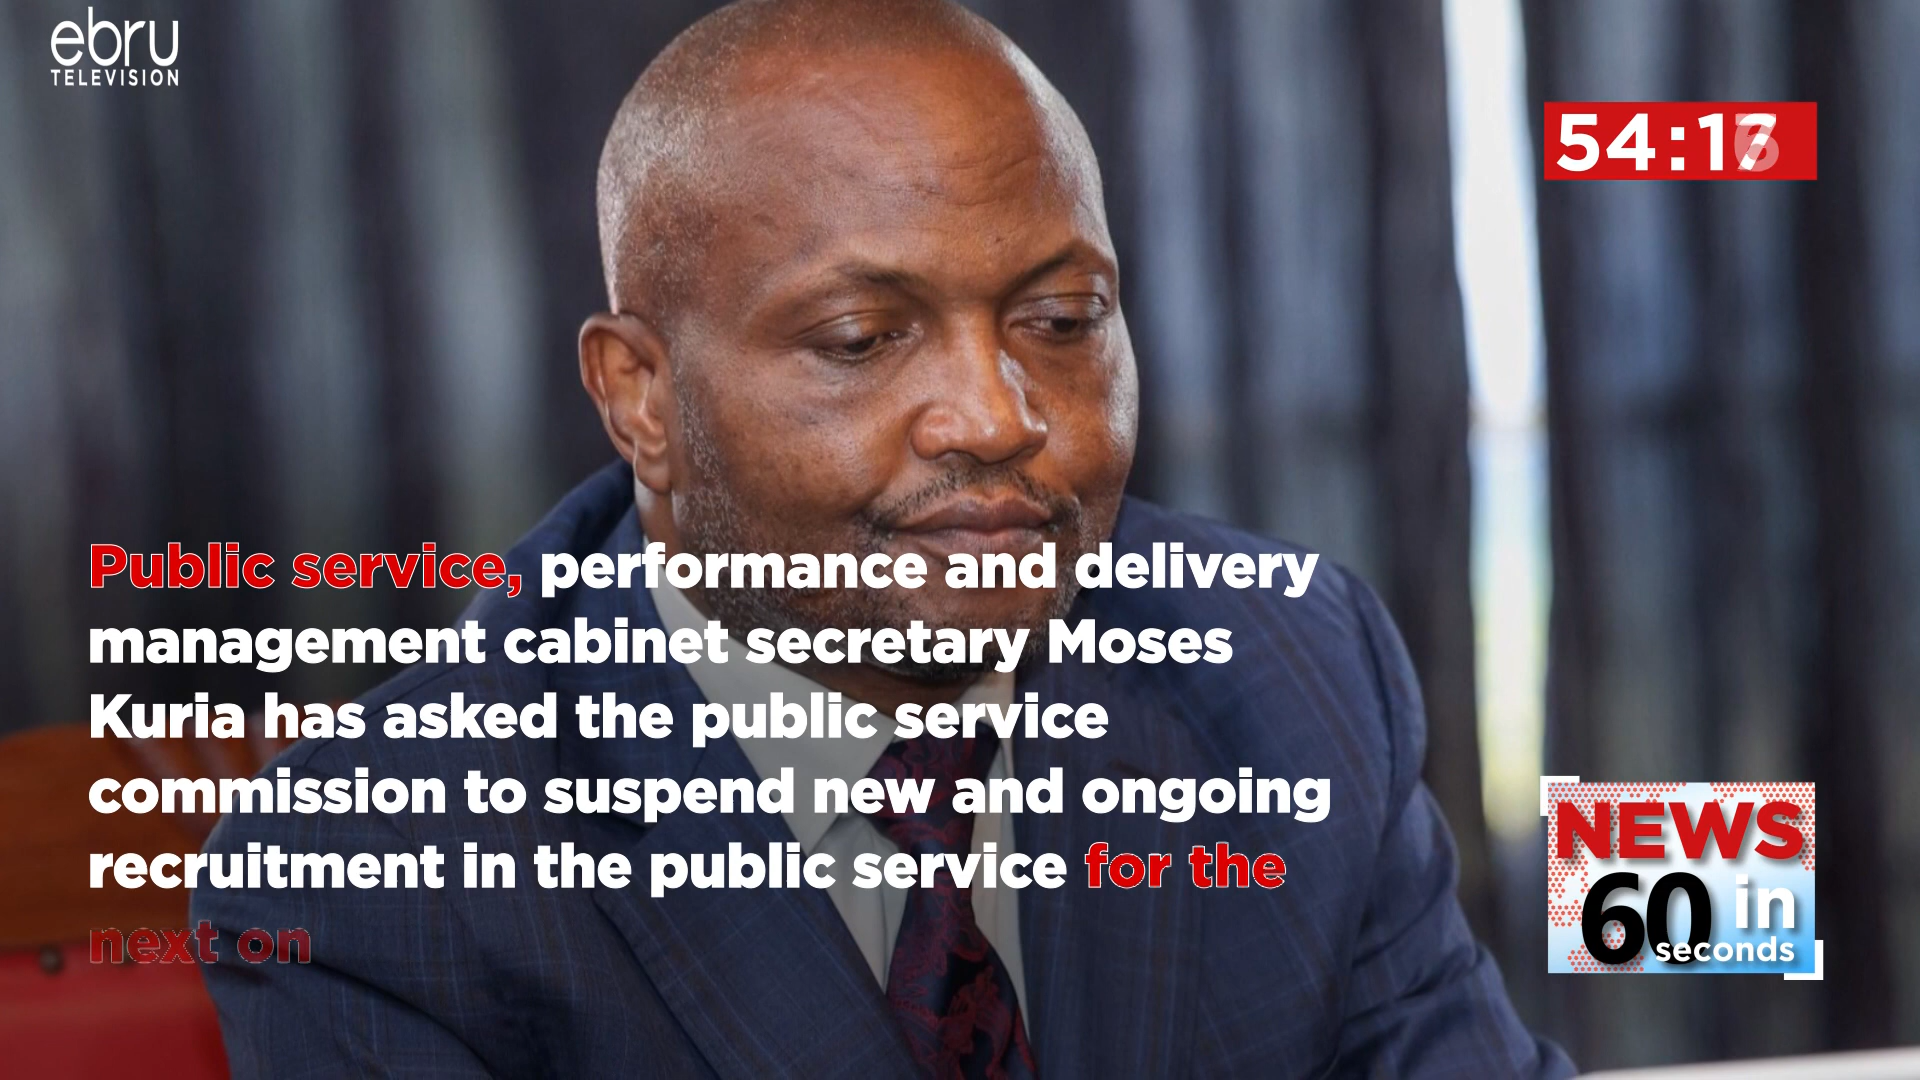 ebru
TELEVISION
54:1
Public service, performance and delivery
management cabinet secretary Moses
Kuria has asked the public service
commission to suspend new and ongoing
recruitment in the public service for the
next on
NEWS
60 in
seconds